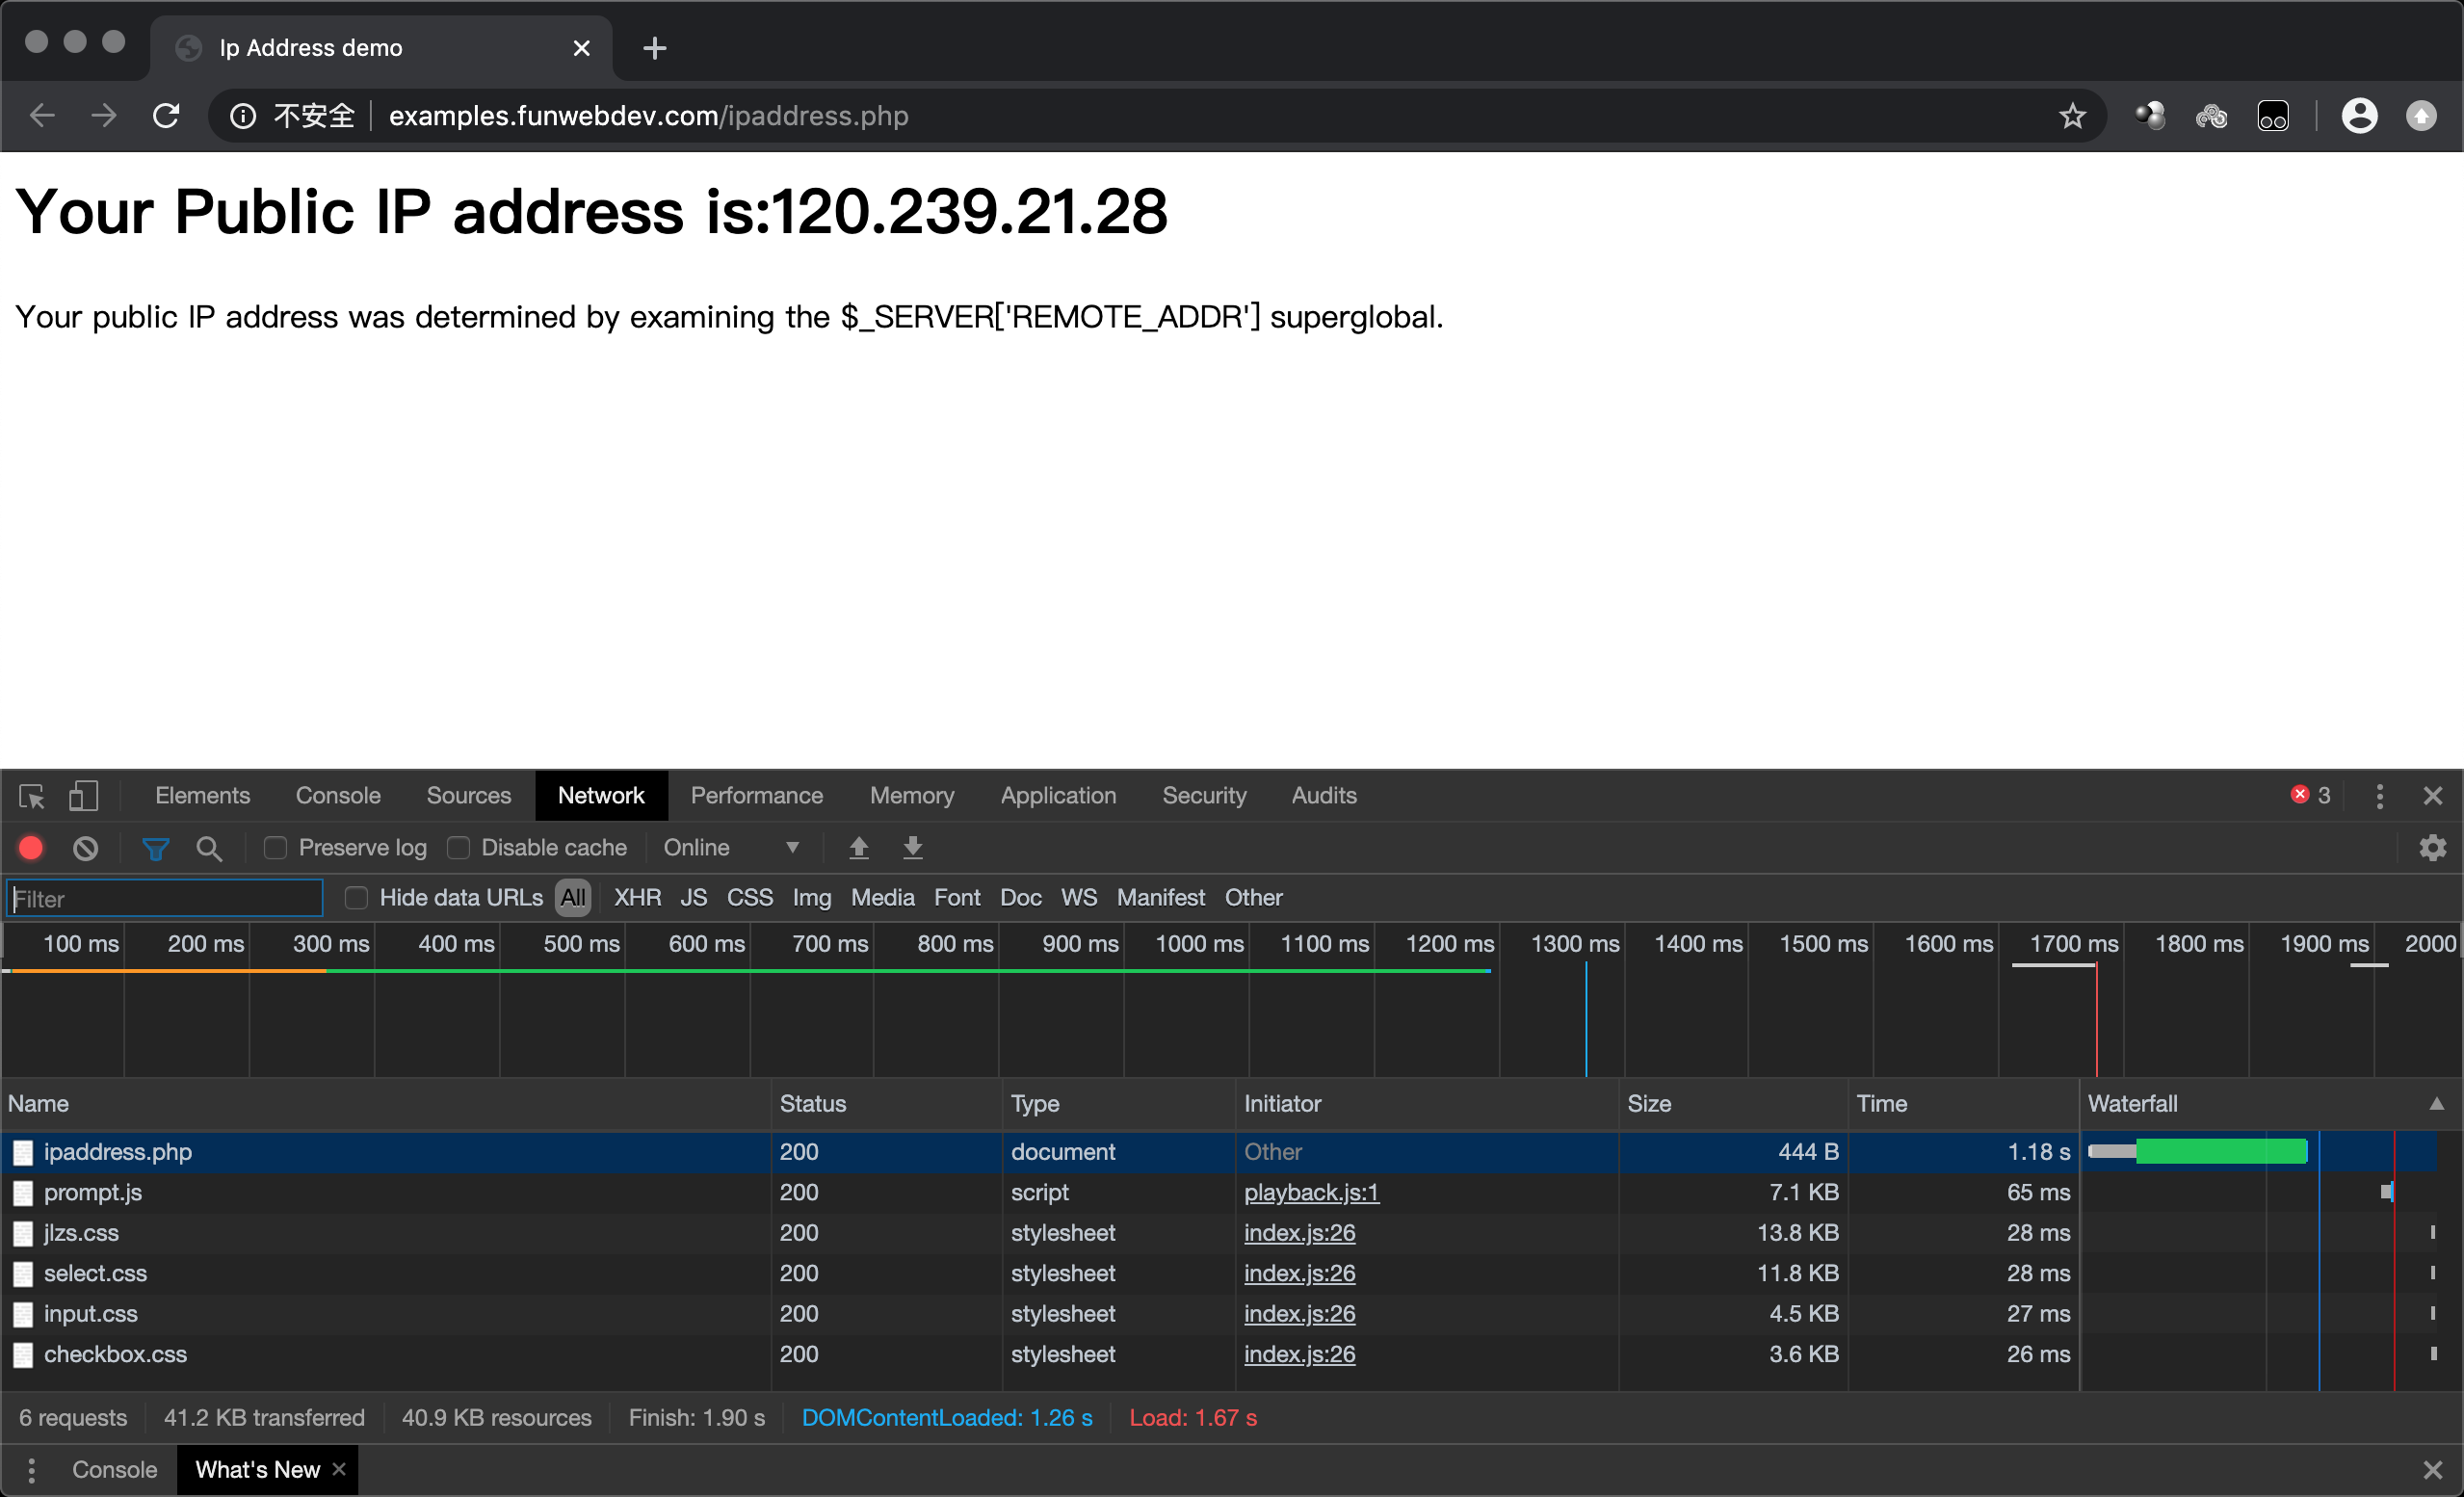 Ip Address demo
不安全 examples.funwebdev.com/ipaddress.php
Your Public IP address is:120.239.21.28
Your public IP address was determined by examining the $_SERVER['REMOTE_ADDR'] superglobal.
Elements Console Sources Network Performance Memory Application Security Audits 3
Preserve log Disable cache Online
Filter Hide data URLs All XHR JS CSS Img Media Font Doc WS Manifest Other
100 ms 200 ms 300 ms 400 ms 500 ms 600 ms 700 ms 800 ms 900 ms 1000 ms 1100 ms 1200 ms 1300 ms 1400 ms 1500 ms 1600 ms 1700 ms 1800 ms 1900 ms 2000
Name Status Type Initiator Size Time Waterfall
ipaddress.php 200 document Other 444 B 1.18 s
prompt.js 200 script playback.js:1 7.1 KB 65 ms
jlzs.css 200 stylesheet index.js:26 13.8 KB 28 ms
select.css 200 stylesheet index.js:26 11.8 KB 28 ms
input.css 200 stylesheet index.js:26 4.5 KB 27 ms
checkbox.css 200 stylesheet index.js:26 3.6 KB 26 ms
6 requests 41.2 KB transferred 40.9 KB resources Finish: 1.90 s DOMContentLoaded: 1.26 s Load: 1.67 s
Console What's New